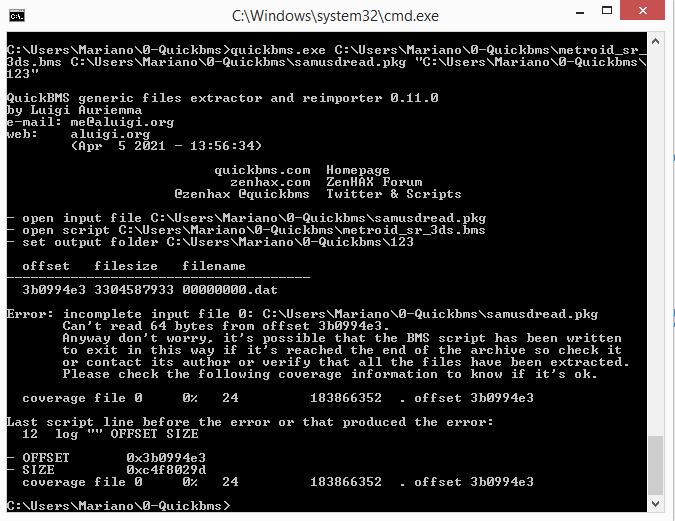 C:\Windows\system32\cmd.exe
C:\Users\Mariano\0-Quickbms>quickbms.exe C:\Users\Mariano\0-Quickbms\metroid_sr_
3ds.bms C:\Users\Mariano\0-Quickbms\samusdread.pkg "C:\Users\Mariano\0-Quickbms\
123"
QuickBMS generic files extractor and reimporter 0.11.0
by Luigi Auriemma
e-mail: me@aluigi.org
web:    aluigi.org
        (Apr  5 2021 - 13:56:34)
                   quickbms.com  Homepage
                     zenhax.com  ZenHAX Forum
              @zenhax @quickbms  Twitter & Scripts
- open input file C:\Users\Mariano\0-Quickbms\samusdread.pkg
- open script C:\Users\Mariano\0-Quickbms\metroid_sr_3ds.bms
- set output folder C:\Users\Mariano\0-Quickbms\123
  offset   filesize   filename
--------------------------------------
  3b0994e3 3304587933 00000000.dat
Error: incomplete input file 0: C:\Users\Mariano\0-Quickbms\samusdread.pkg
       Can't read 64 bytes from offset 3b0994e3.
       Anyway don't worry, it's possible that the BMS script has been written
       to exit in this way if it's reached the end of the archive so check it
       or contact its author or verify that all the files have been extracted.
       Please check the following coverage information to know if it's ok.
  coverage file 0     0%   24         183866352  . offset 3b0994e3
Last script line before the error or that produced the error:
  12  log "" OFFSET SIZE
- OFFSET       0x3b0994e3
- SIZE         0xc4f8029d
  coverage file 0     0%   24         183866352  . offset 3b0994e3
C:\Users\Mariano\0-Quickbms>